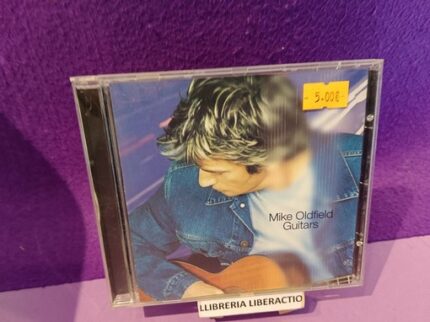 5.00€
Mike Oldfield
Guitars
LLIBRERIA LIBERACTIO